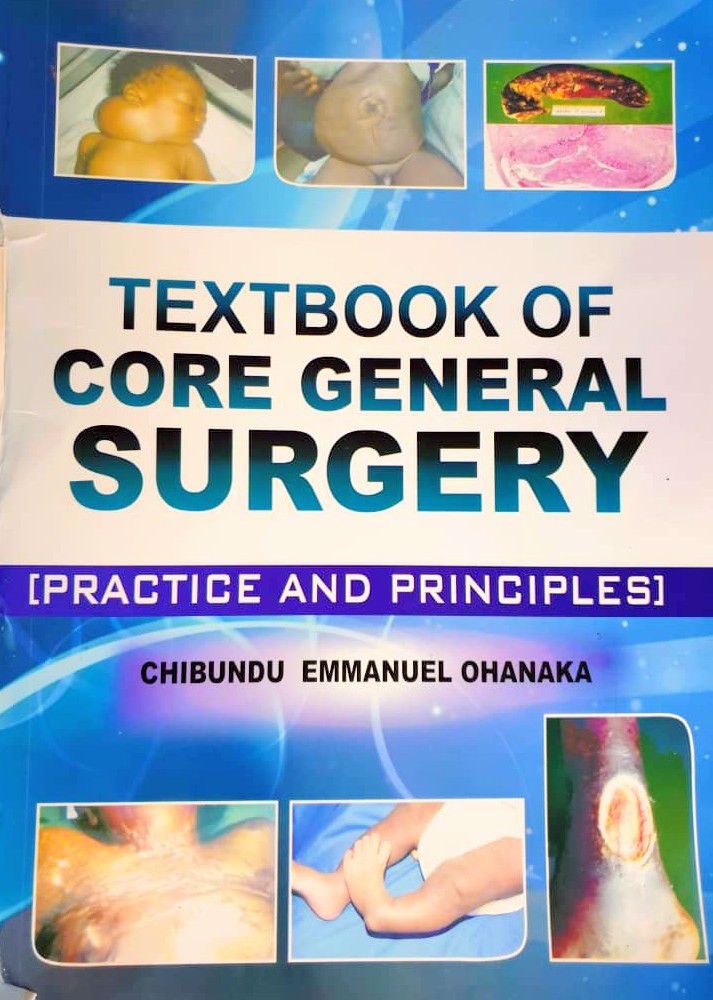 TEXTBOOK OF
CORE GENERAL
SURGERY
[PRACTICE AND PRINCIPLES]
CHIBUNDU EMMANUEL OHANAKA